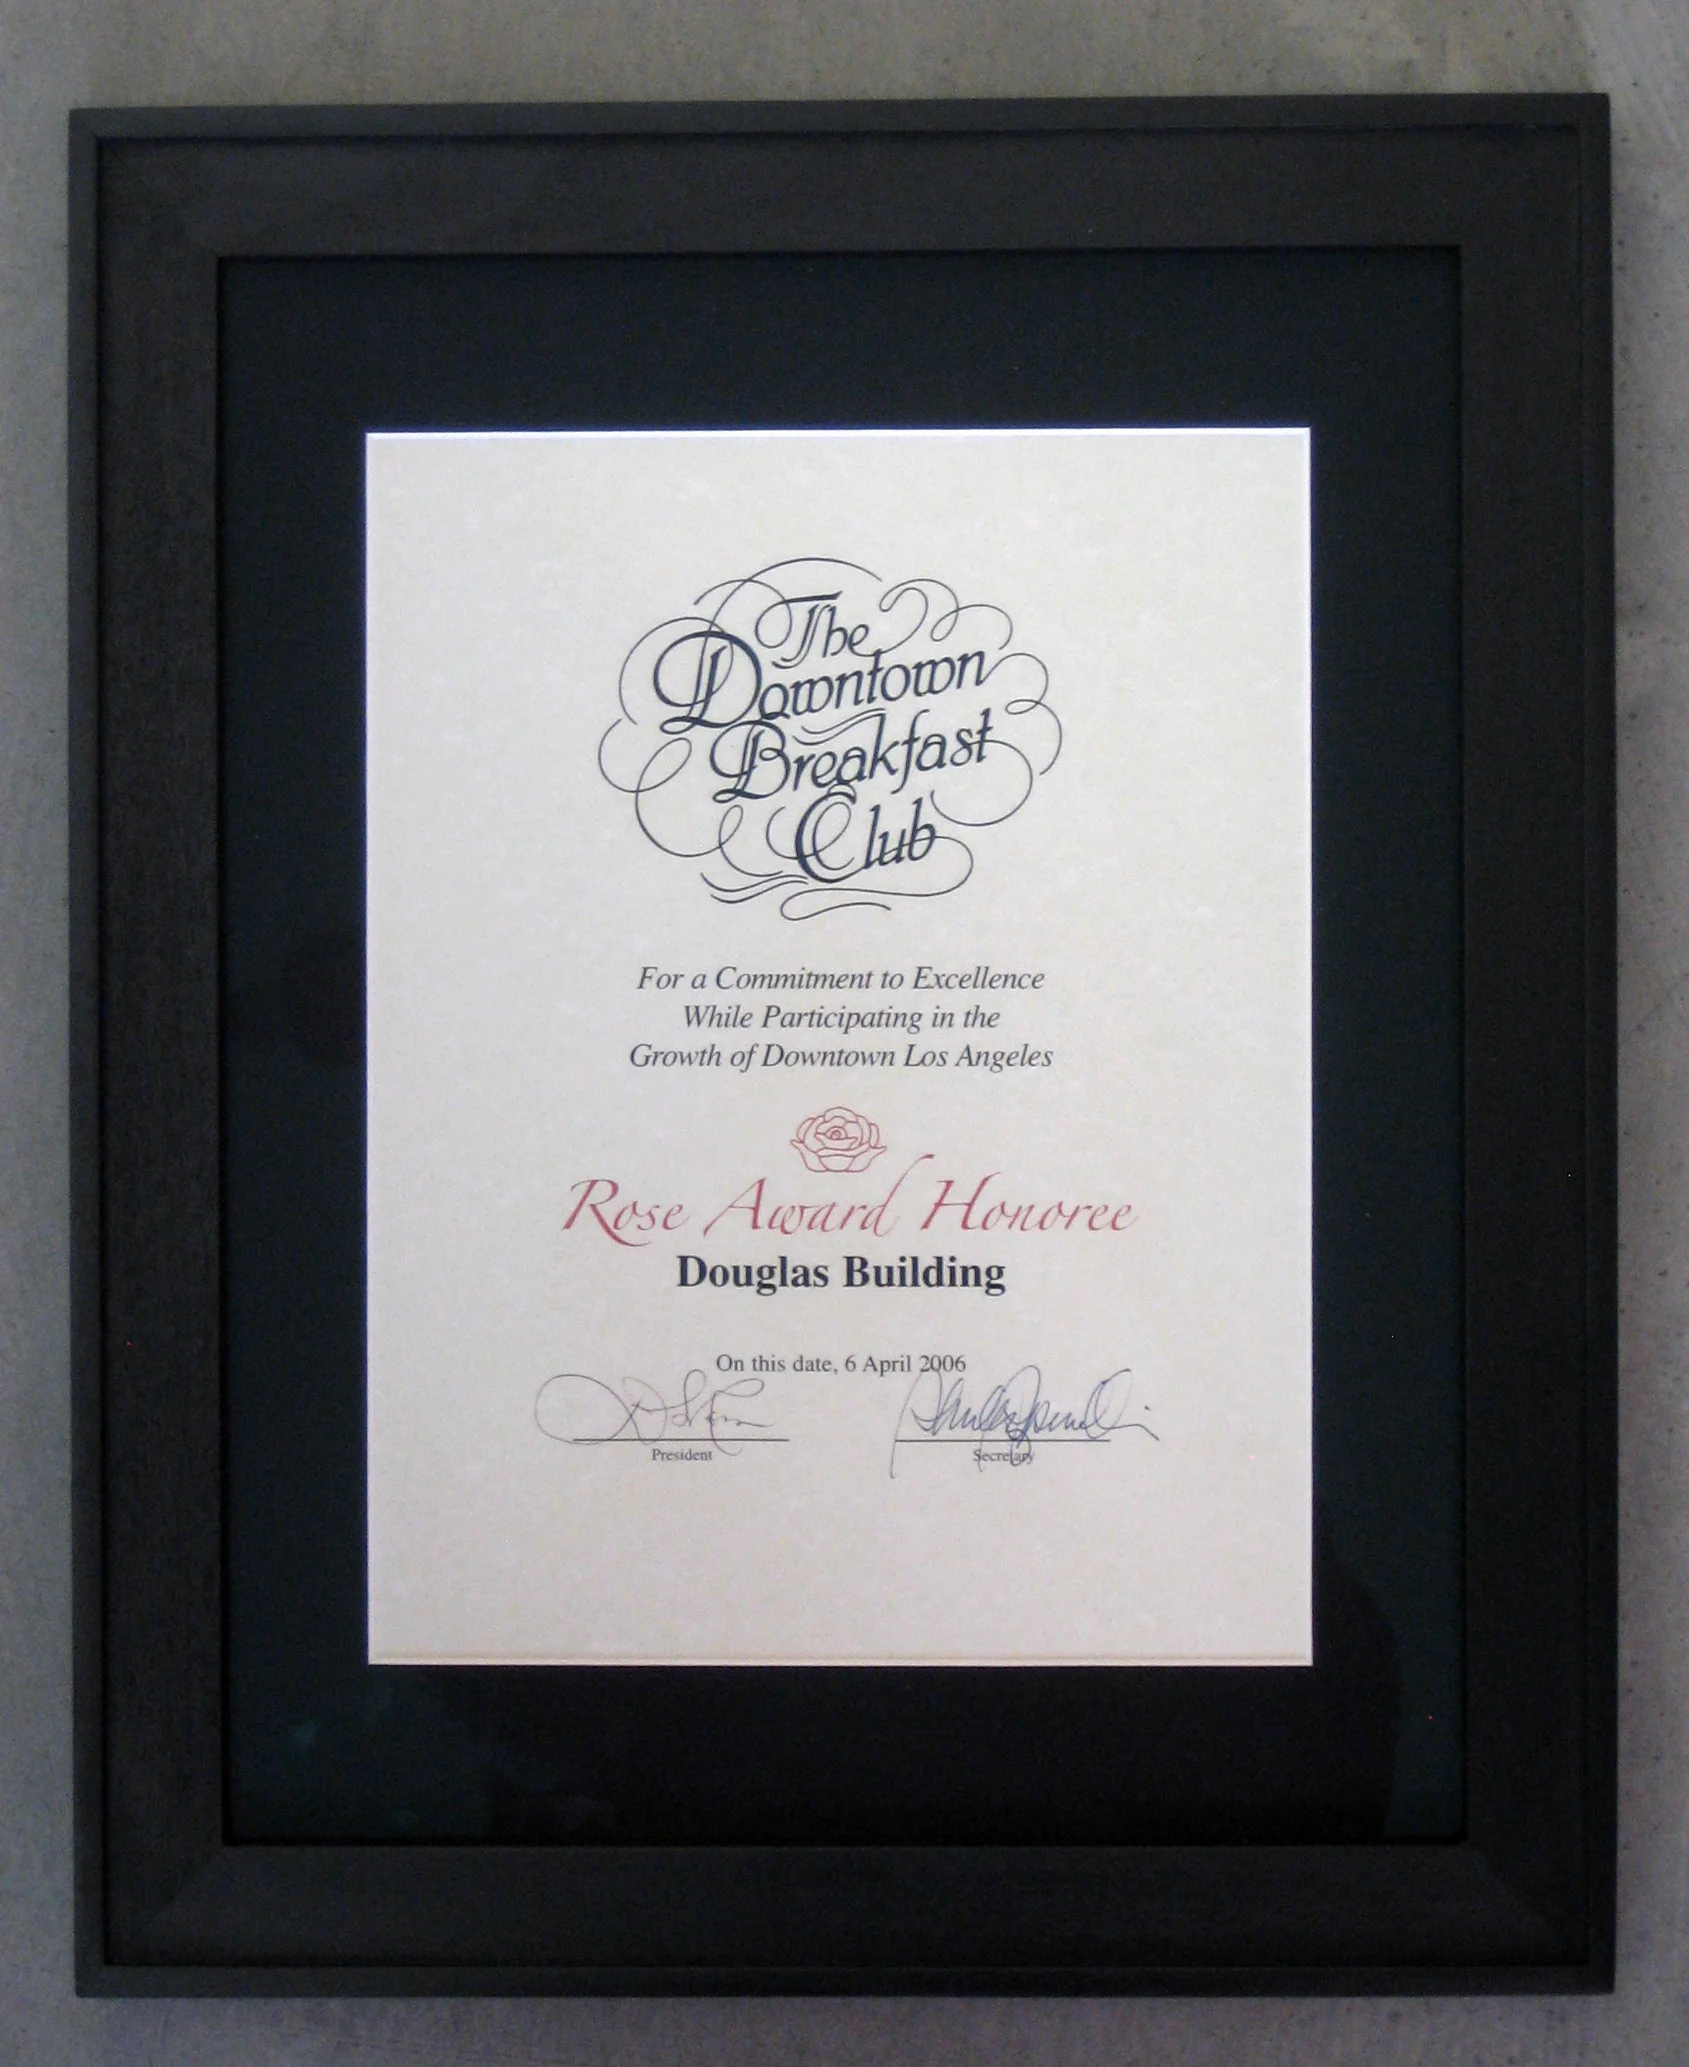 The
Downtown
Breakfast
Club
For a Commitment to Excellence
While Participating in the
Growth of Downtown Los Angeles
Rose Award Honoree
Douglas Building
On this date, 6 April 2006
President
Secretary